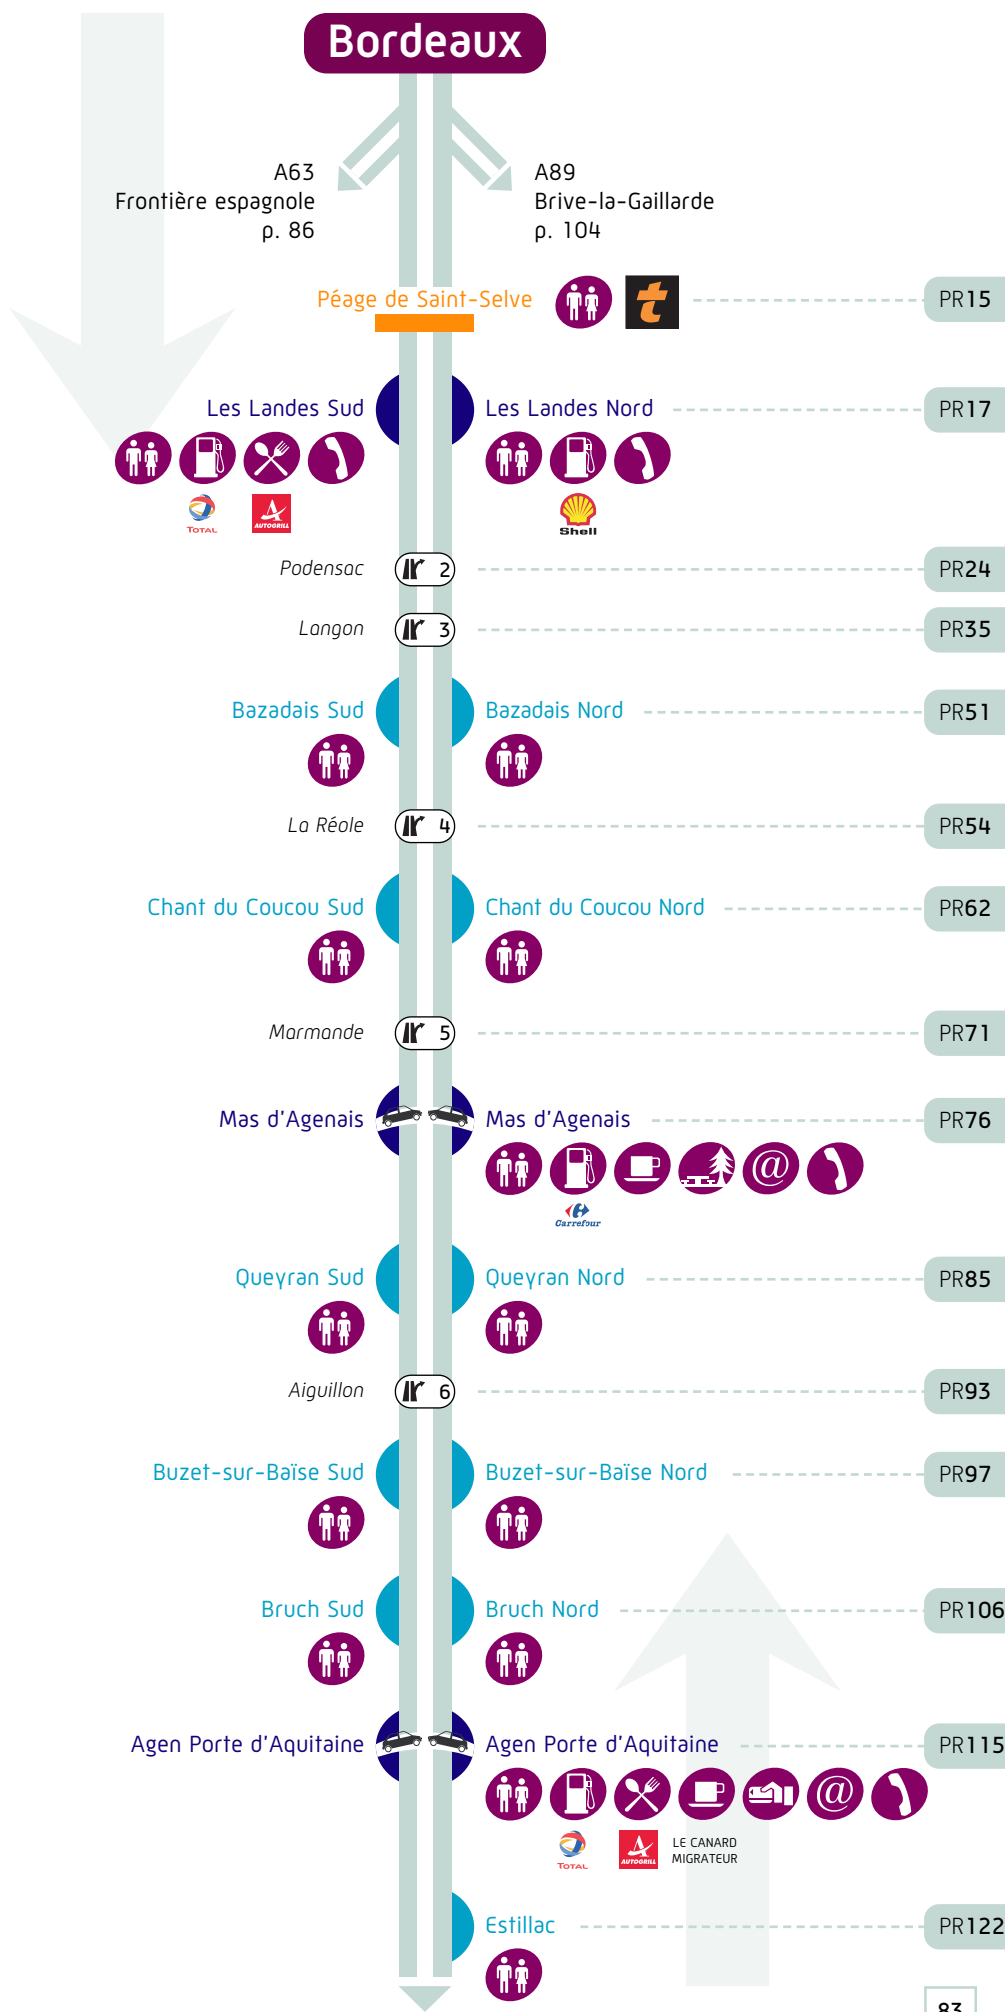 Bordeaux
A63
Frontière espagnole
p. 86
A89
Brive-la-Gaillarde
p. 104
Péage de Saint-Selve
t
PR15
Les Landes Sud
Les Landes Nord
PR17
TOTAL
AUTOGRILL
Shell
Podensac
2
PR24
Langon
3
PR35
Bazadais Sud
Bazadais Nord
PR51
La Réole
4
PR54
Chant du Coucou Sud
Chant du Coucou Nord
PR62
Marmande
5
PR71
Mas d'Agenais
Mas d'Agenais
PR76
@
Carrefour
Queyran Sud
Queyran Nord
PR85
Aiguillon
6
PR93
Buzet-sur-Baïse Sud
Buzet-sur-Baïse Nord
PR97
Bruch Sud
Bruch Nord
PR106
Agen Porte d'Aquitaine
Agen Porte d'Aquitaine
PR115
@
TOTAL
AUTOGRILL
LE CANARD
MIGRATEUR
Estillac
PR122
83